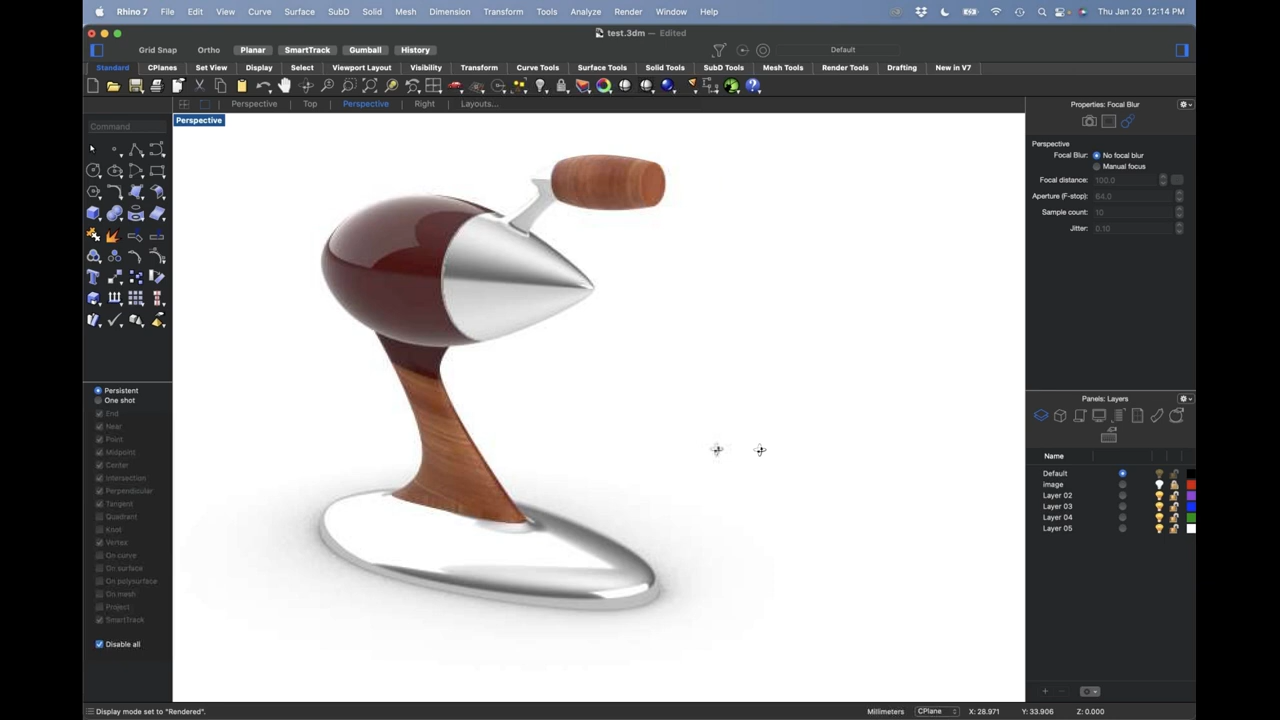 Rhino 7 File Edit View Curve Surface SubD Solid Mesh Dimension Transform Tools Analyze Render Window Help Thu Jan 20 12:14 PM
test.3dm — Edited
Grid Snap Ortho Planar SmartTrack Gumball History Default
Standard CPlanes Set View Display Select Viewport Layout Visibility Transform Curve Tools Surface Tools Solid Tools SubD Tools Mesh Tools Render Tools Drafting New in V7
Perspective Top Perspective Right Layouts...
Properties: Focal Blur
Perspective
Command
Perspective
Focal Blur: No focal blur
Manual focus
Focal distance: 100.0
Aperture (F-stop): 64.0
Sample count: 10
Jitter: 0.10
Persistent
One shot
End
Near
Point
Midpoint
Center
Intersection
Perpendicular
Tangent
Quadrant
Knot
Vertex
On curve
On surface
On polysurface
On mesh
Project
SmartTrack
Disable all
Panels: Layers
Name
Default
image
Layer 02
Layer 03
Layer 04
Layer 05
Display mode set to "Rendered". Millimeters CPlane X: 28.971 Y: 33.906 Z: 0.000